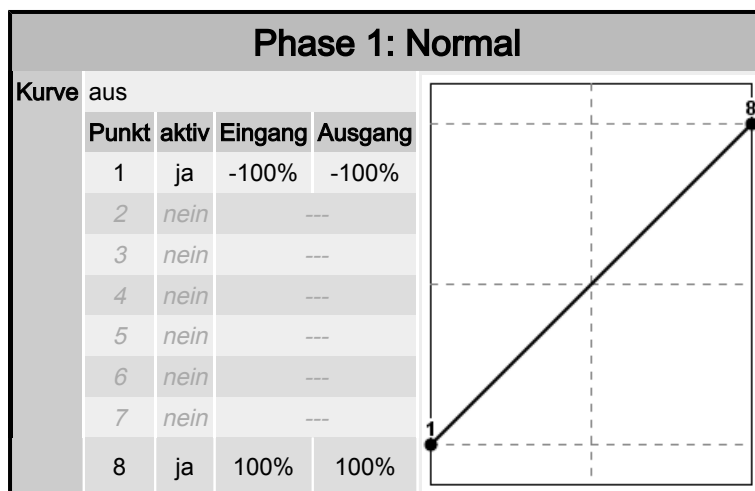 Phase 1: Normal
Kurve aus
Punkt aktiv Eingang Ausgang
1 ja -100% -100%
2 nein ---
3 nein ---
4 nein ---
5 nein ---
6 nein ---
7 nein ---
8 ja 100% 100%
8
1